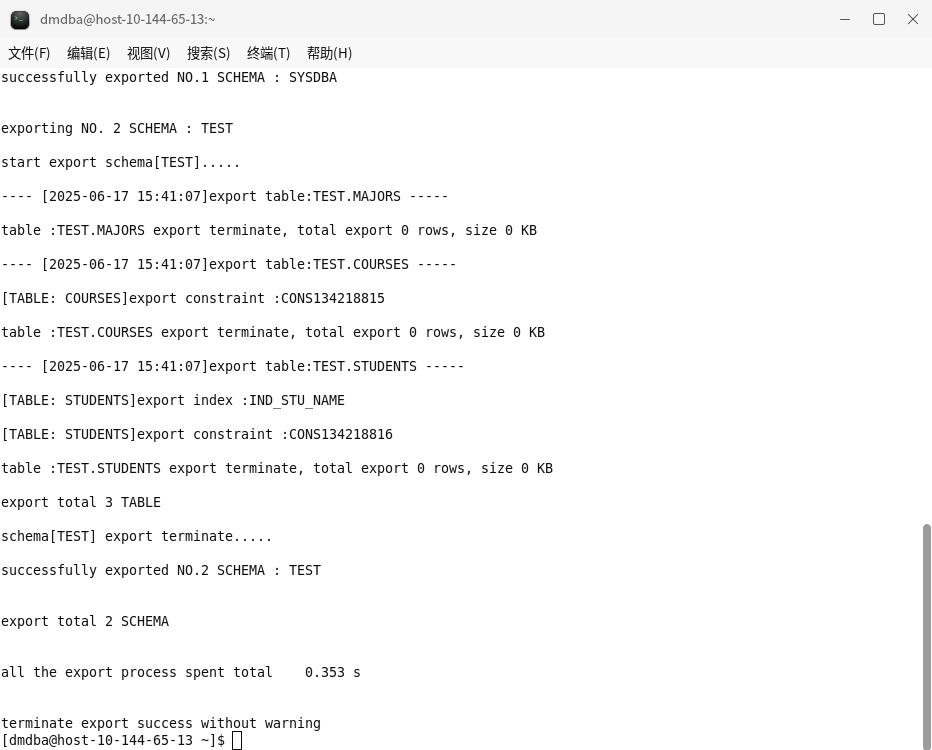 dmdba@host-10-144-65-13:~
文件(F) 编辑(E) 视图(V) 搜索(S) 终端(T) 帮助(H)
successfully exported NO.1 SCHEMA : SYSDBA
exporting NO. 2 SCHEMA : TEST
start export schema[TEST].....
---- [2025-06-17 15:41:07]export table:TEST.MAJORS -----
table :TEST.MAJORS export terminate, total export 0 rows, size 0 KB
---- [2025-06-17 15:41:07]export table:TEST.COURSES -----
[TABLE: COURSES]export constraint :CONS134218815
table :TEST.COURSES export terminate, total export 0 rows, size 0 KB
---- [2025-06-17 15:41:07]export table:TEST.STUDENTS -----
[TABLE: STUDENTS]export index :IND_STU_NAME
[TABLE: STUDENTS]export constraint :CONS134218816
table :TEST.STUDENTS export terminate, total export 0 rows, size 0 KB
export total 3 TABLE
schema[TEST] export terminate.....
successfully exported NO.2 SCHEMA : TEST
export total 2 SCHEMA
all the export process spent total    0.353 s
terminate export success without warning
[dmdba@host-10-144-65-13 ~]$